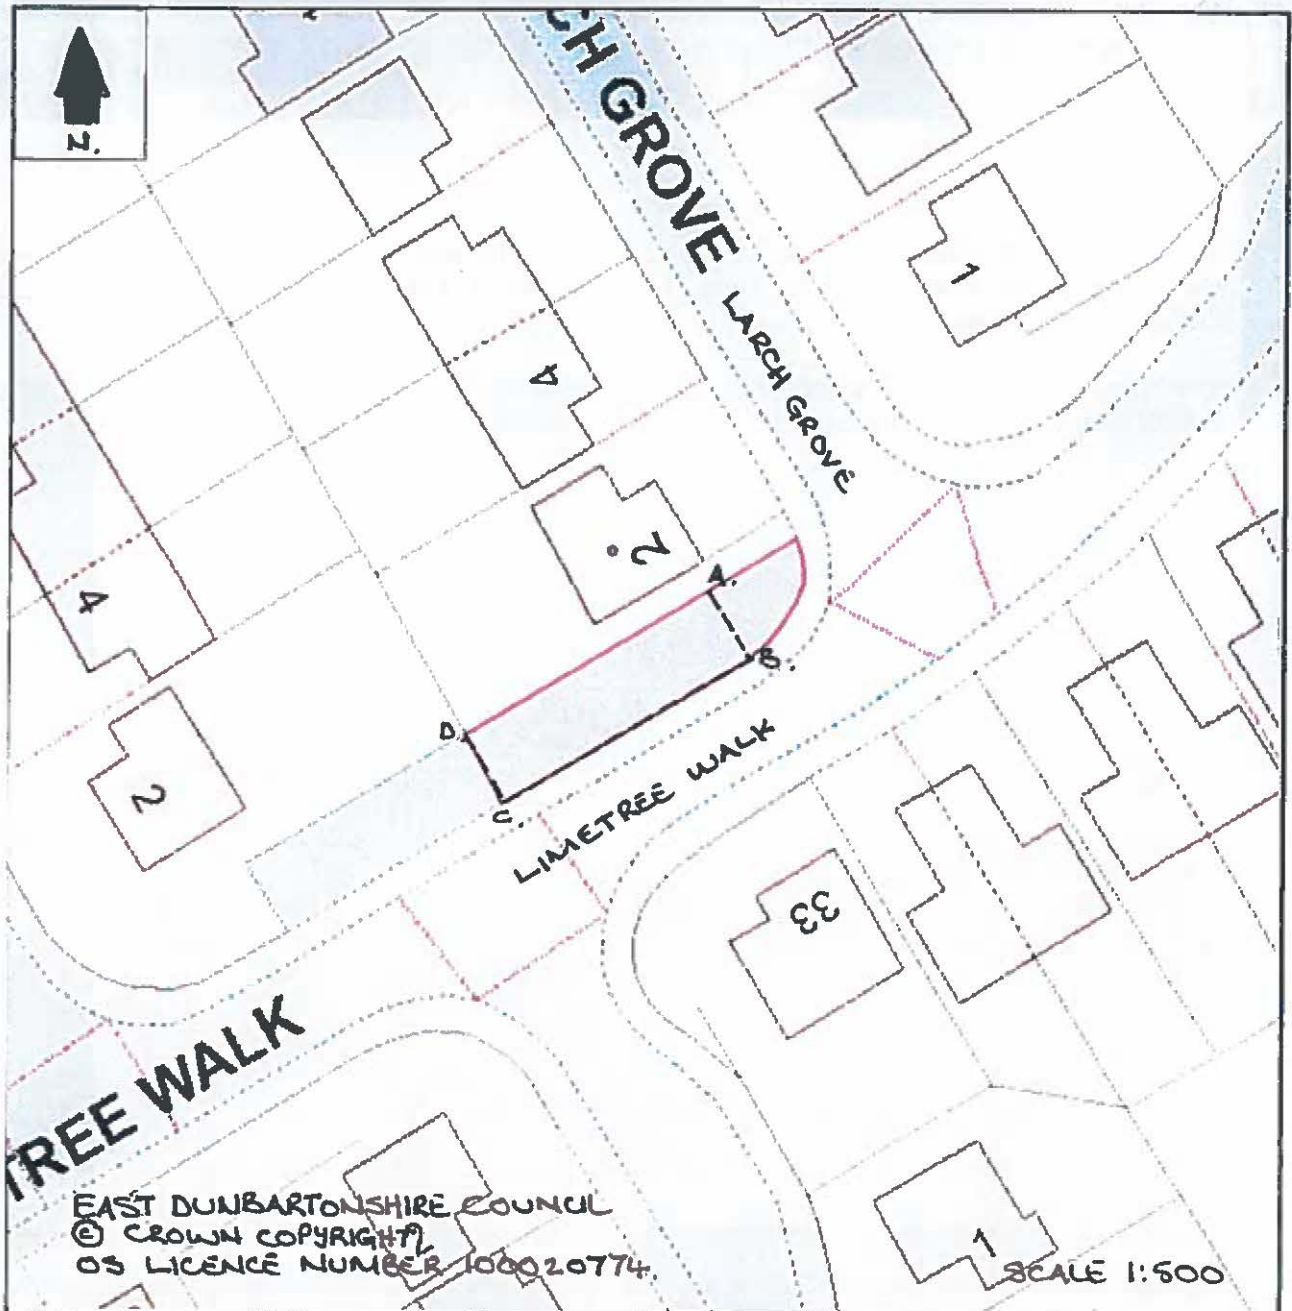 N.
CH GROVE
LARCH GROVE
1
4
2
A.
B.
4
D.
2
C.
LIMETREE WALK
33
TREE WALK
EAST DUNBARTONSHIRE COUNCIL
© CROWN COPYRIGHT
OS LICENCE NUMBER 100020774.
1
SCALE 1:500